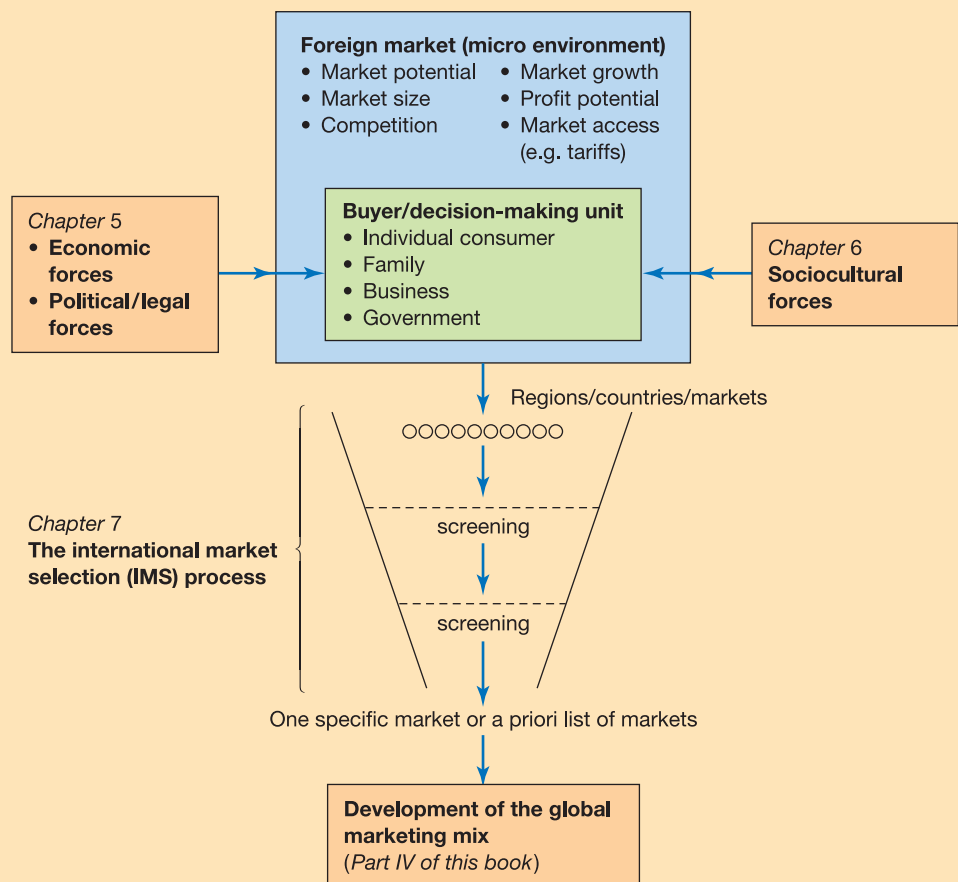 Foreign market (micro environment)
• Market potential
• Market size
• Competition
• Market growth
• Profit potential
• Market access
(e.g. tariffs)
Buyer/decision-making unit
• Individual consumer
• Family
• Business
• Government
Chapter 5
• Economic
forces
• Political/legal
forces
Chapter 6
Sociocultural
forces
Regions/countries/markets
screening
screening
Chapter 7
The international market
selection (IMS) process
One specific market or a priori list of markets
Development of the global
marketing mix
(Part IV of this book)